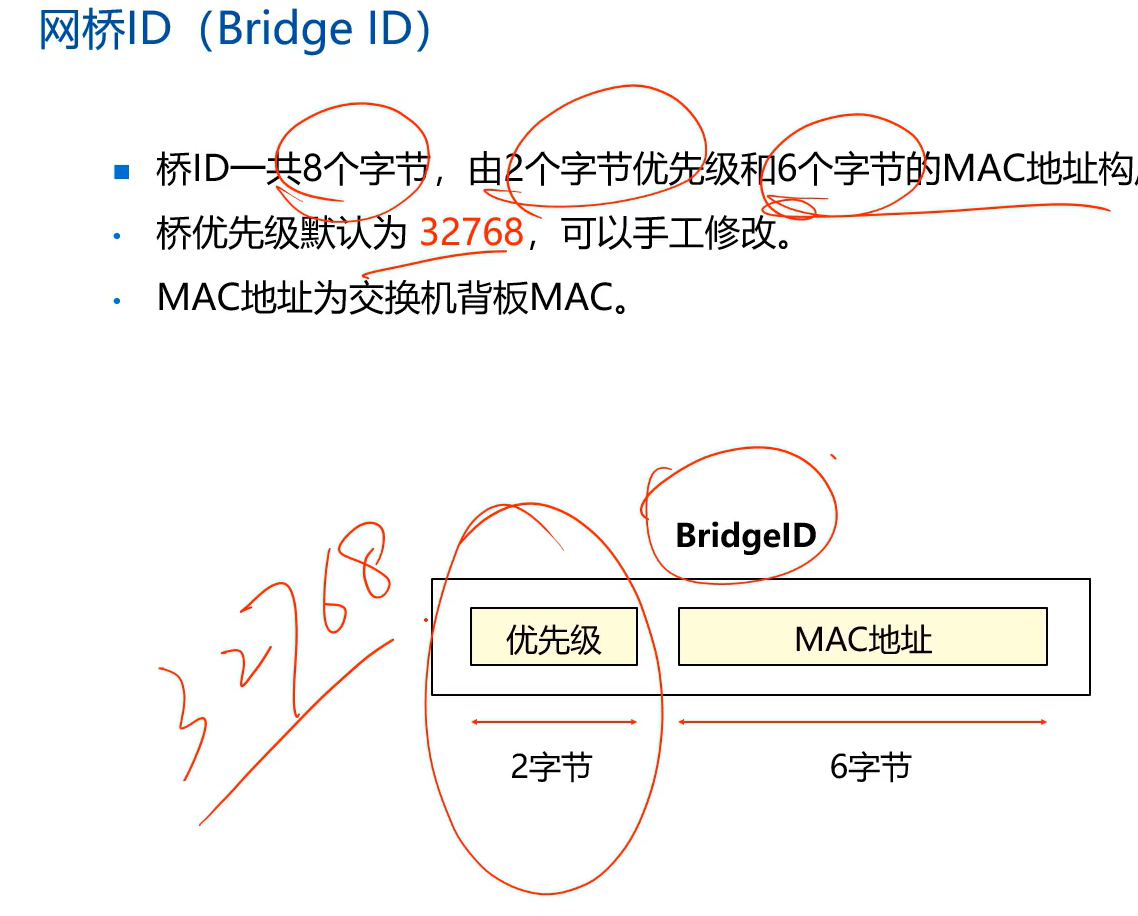 网桥ID（Bridge ID）
桥ID一共8个字节，由2个字节优先级和6个字节的MAC地址构
桥优先级默认为 32768，可以手工修改。
MAC地址为交换机背板MAC。
BridgeID
32768
优先级 MAC地址
2字节 6字节